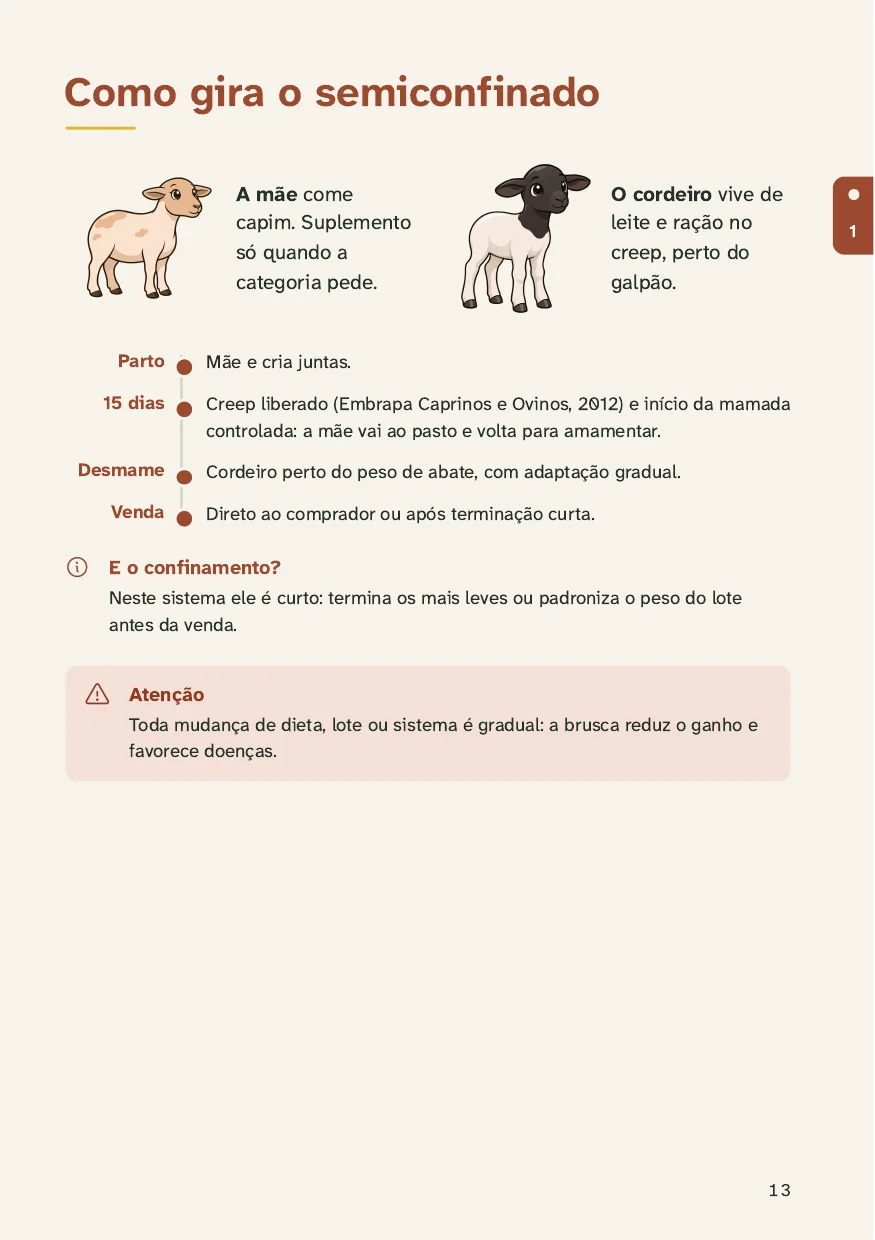 Como gira o semiconfinado
A mãe come
capim. Suplemento
só quando a
categoria pede.
O cordeiro vive de
leite e ração no
creep, perto do
galpão.
1
Parto
Mãe e cria juntas.
15 dias
Creep liberado (Embrapa Caprinos e Ovinos, 2012) e início da mamada
controlada: a mãe vai ao pasto e volta para amamentar.
Desmame
Cordeiro perto do peso de abate, com adaptação gradual.
Venda
Direto ao comprador ou após terminação curta.
E o confinamento?
Neste sistema ele é curto: termina os mais leves ou padroniza o peso do lote
antes da venda.
Atenção
Toda mudança de dieta, lote ou sistema é gradual: a brusca reduz o ganho e
favorece doenças.
13